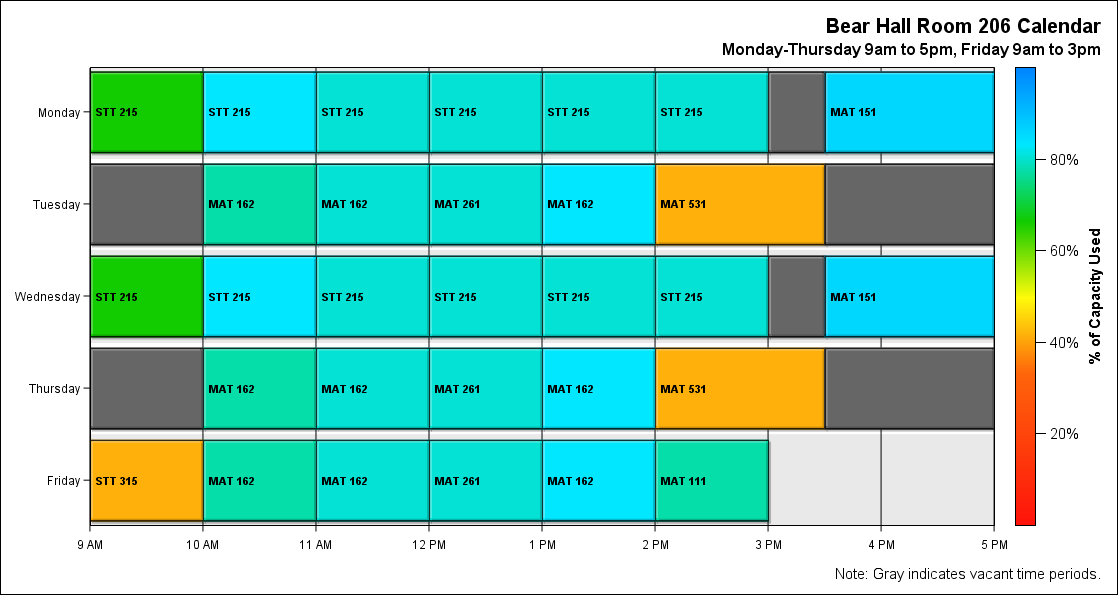 Bear Hall Room 206 Calendar
Monday-Thursday 9am to 5pm, Friday 9am to 3pm
Monday STT 215 STT 215 STT 215 STT 215 STT 215 STT 215 MAT 151
Tuesday MAT 162 MAT 162 MAT 261 MAT 162 MAT 531
Wednesday STT 215 STT 215 STT 215 STT 215 STT 215 STT 215 MAT 151
Thursday MAT 162 MAT 162 MAT 261 MAT 162 MAT 531
Friday STT 315 MAT 162 MAT 162 MAT 261 MAT 162 MAT 111
9 AM 10 AM 11 AM 12 PM 1 PM 2 PM 3 PM 4 PM 5 PM
80%
60%
40%
20%
% of Capacity Used
Note: Gray indicates vacant time periods.